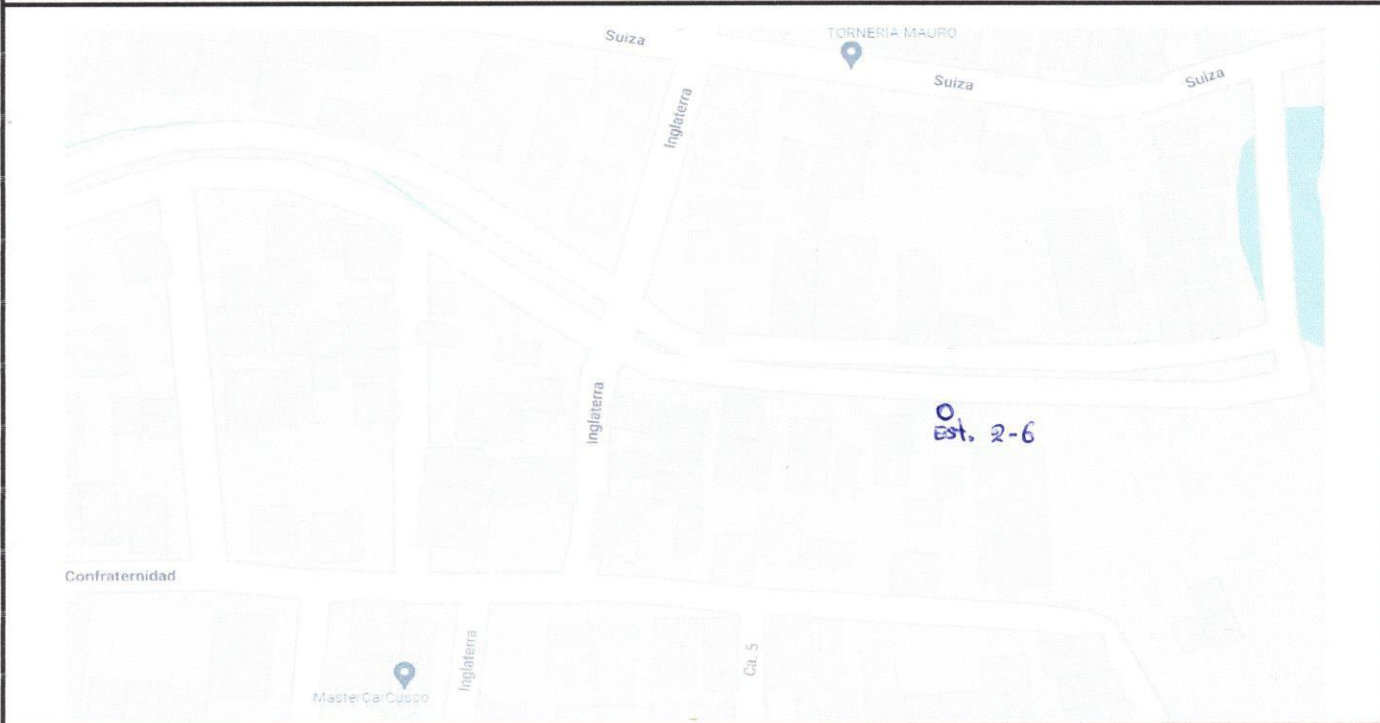 Suiza
TORNERIA MAURO
Suiza
Suiza
Inglaterra
Inglaterra
Est. 2-6
Confraternidad
Inglaterra
Ca. 5
MasterCarCusco